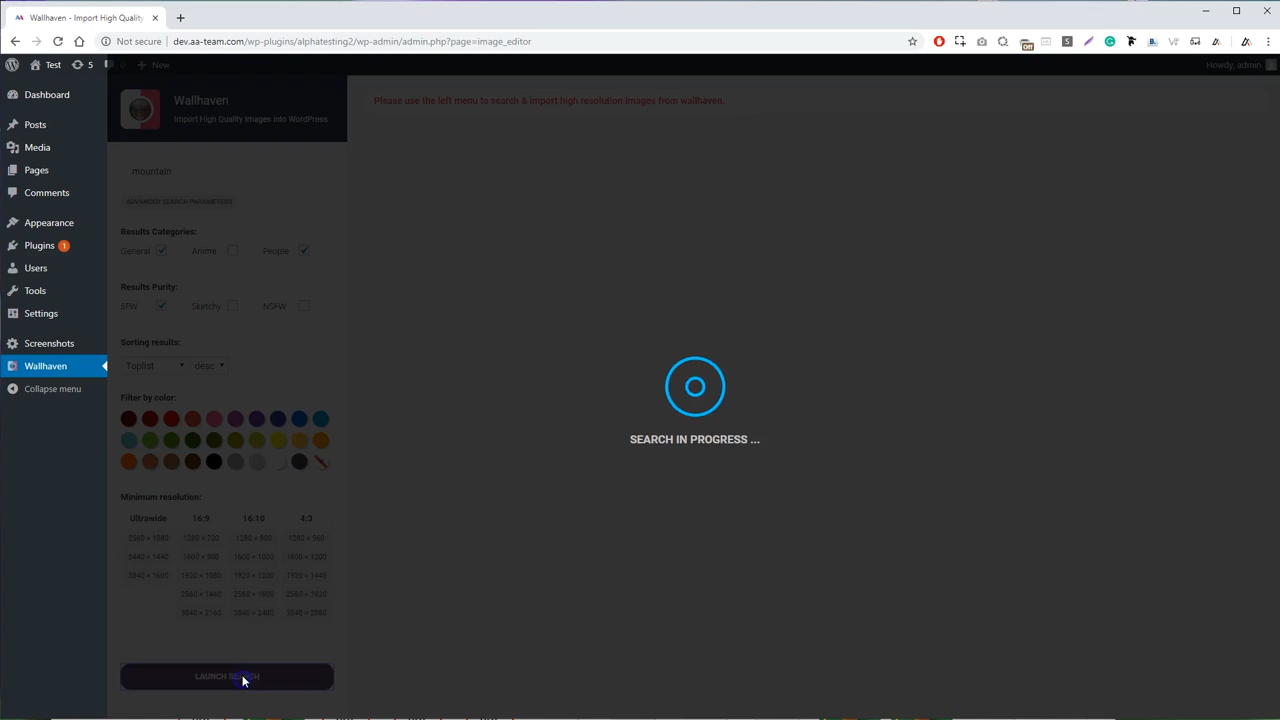 Wallhaven - Import High Quality
Not secure
dev.aa-team.com/wp-plugins/alphatesting2/wp-admin/admin.php?page=image_editor
Off
Test
5
0
New
Howdy, admin
Dashboard
Posts
Media
Pages
Comments
Appearance
Plugins 1
Users
Tools
Settings
Screenshots
Wallhaven
Collapse menu
Wallhaven
Import High Quality Images into WordPress
mountain
ADVANCED SEARCH PARAMETERS
Results Categories:
General Anime People
Results Purity:
SFW Sketchy NSFW
Sorting results:
Toplist desc
Filter by color:
Minimum resolution:
Ultrawide 16:9 16:10 4:3
2560 × 1080 1280 × 720 1280 × 800 1280 × 960
3440 × 1440 1600 × 900 1600 × 1000 1600 × 1200
3840 × 1600 1920 × 1080 1920 × 1200 1920 × 1440
2560 × 1440 2560 × 1600 2560 × 1920
3840 × 2160 3840 × 2400 3840 × 2880
LAUNCH SEARCH
Please use the left menu to search & import high resolution images from wallhaven.
SEARCH IN PROGRESS ...